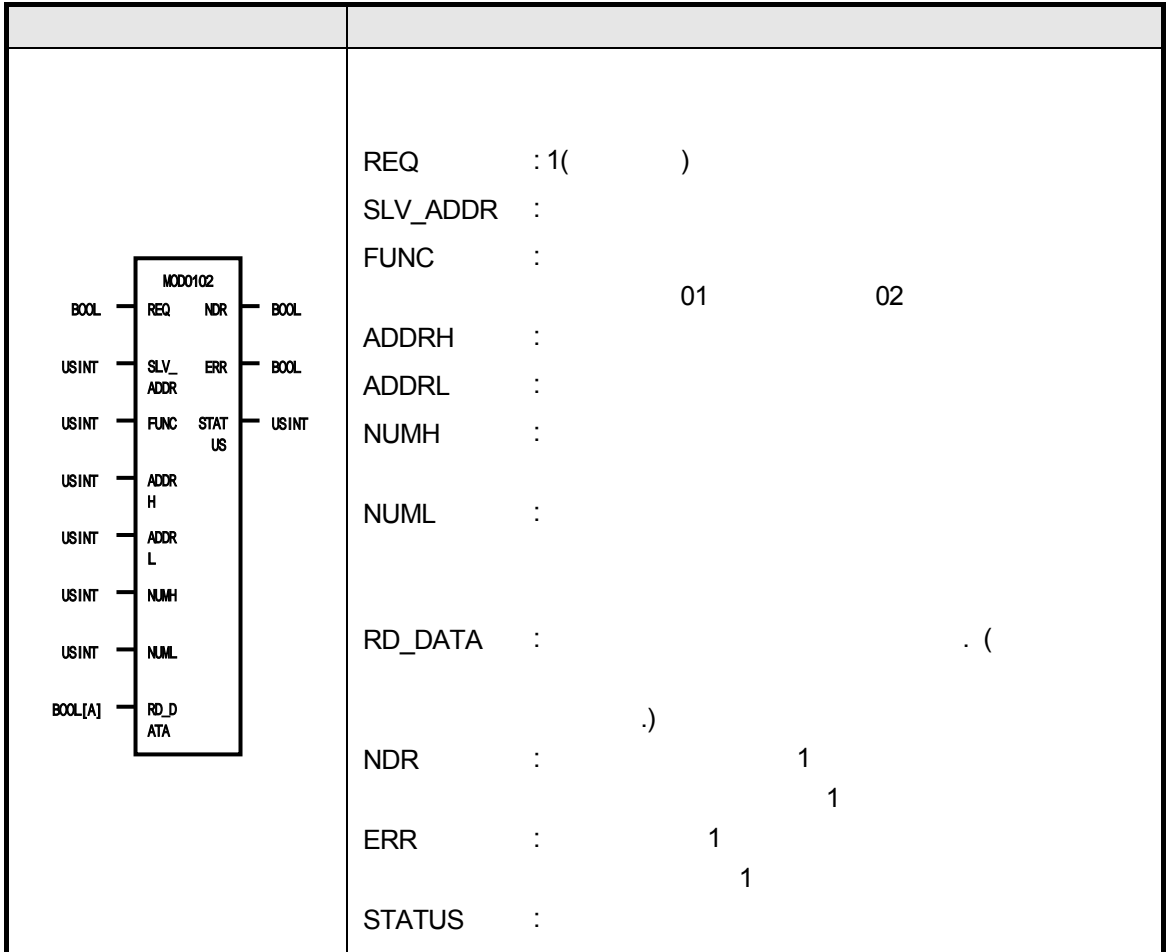 MOD0102
BOOL REQ NDR BOOL
USINT SLV_ ERR BOOL
ADDR
USINT FUNC STAT USINT
US
USINT ADDR
H
USINT ADDR
L
USINT NUMH
USINT NUML
BOOL[A] RD_D
ATA
REQ : 1( )
SLV_ADDR :
FUNC :
01 02
ADDRH :
ADDRL :
NUMH :
NUML :
RD_DATA : . (
.)
NDR : 1
1
ERR : 1
1
STATUS :